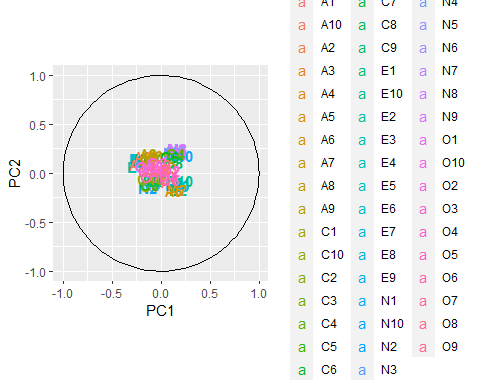 1.0
0.5
0.0
-0.5
-1.0
-1.0
-0.5
0.0
0.5
1.0
PC1
PC2
a A1
a A10
a A2
a A3
a A4
a A5
a A6
a A7
a A8
a A9
a C1
a C10
a C2
a C3
a C4
a C5
a C6
a C7
a C8
a C9
a E1
a E10
a E2
a E3
a E4
a E5
a E6
a E7
a E8
a E9
a N1
a N10
a N2
a N3
a N4
a N5
a N6
a N7
a N8
a N9
a O1
a O10
a O2
a O3
a O4
a O5
a O6
a O7
a O8
a O9